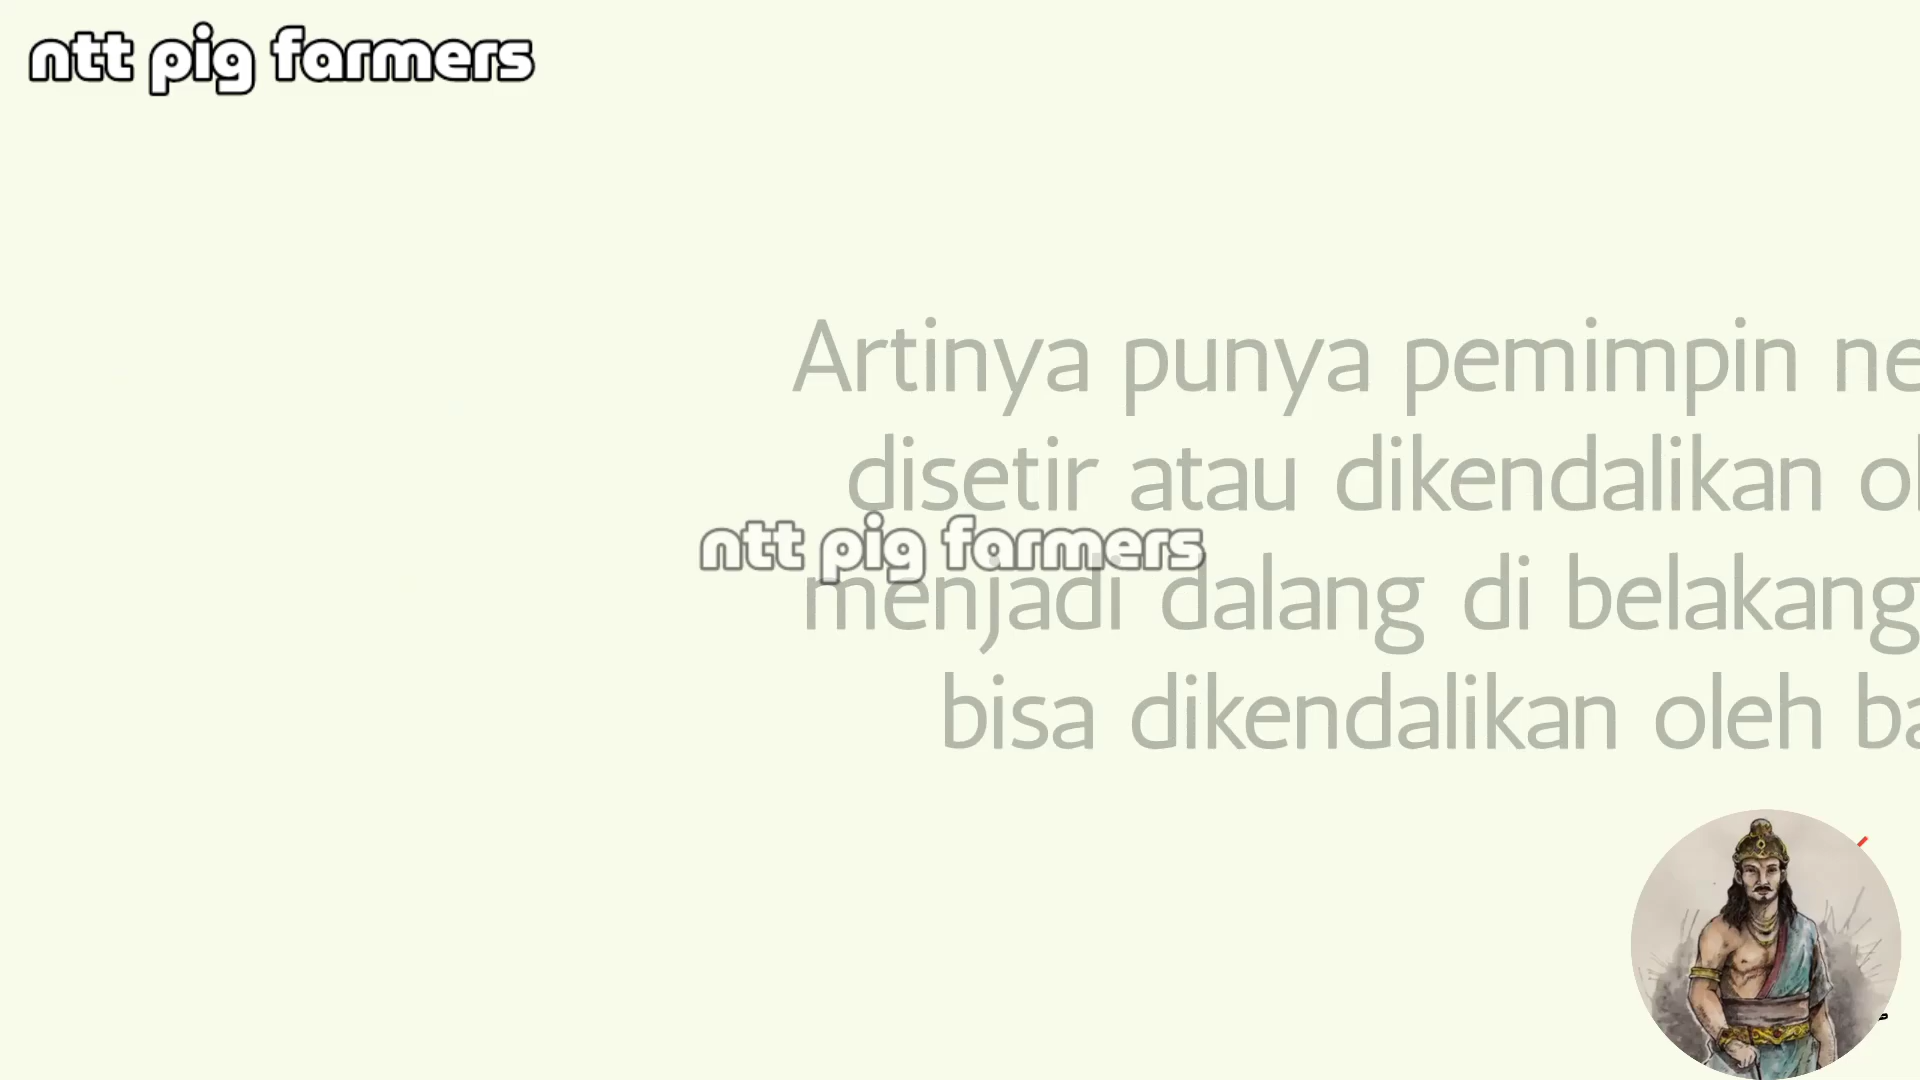 ntt pig farmers
Artinya punya pemimpin ne
disetir atau dikendalikan ol
ntt pig farmers
menjadi dalang di belakang
bisa dikendalikan oleh ba